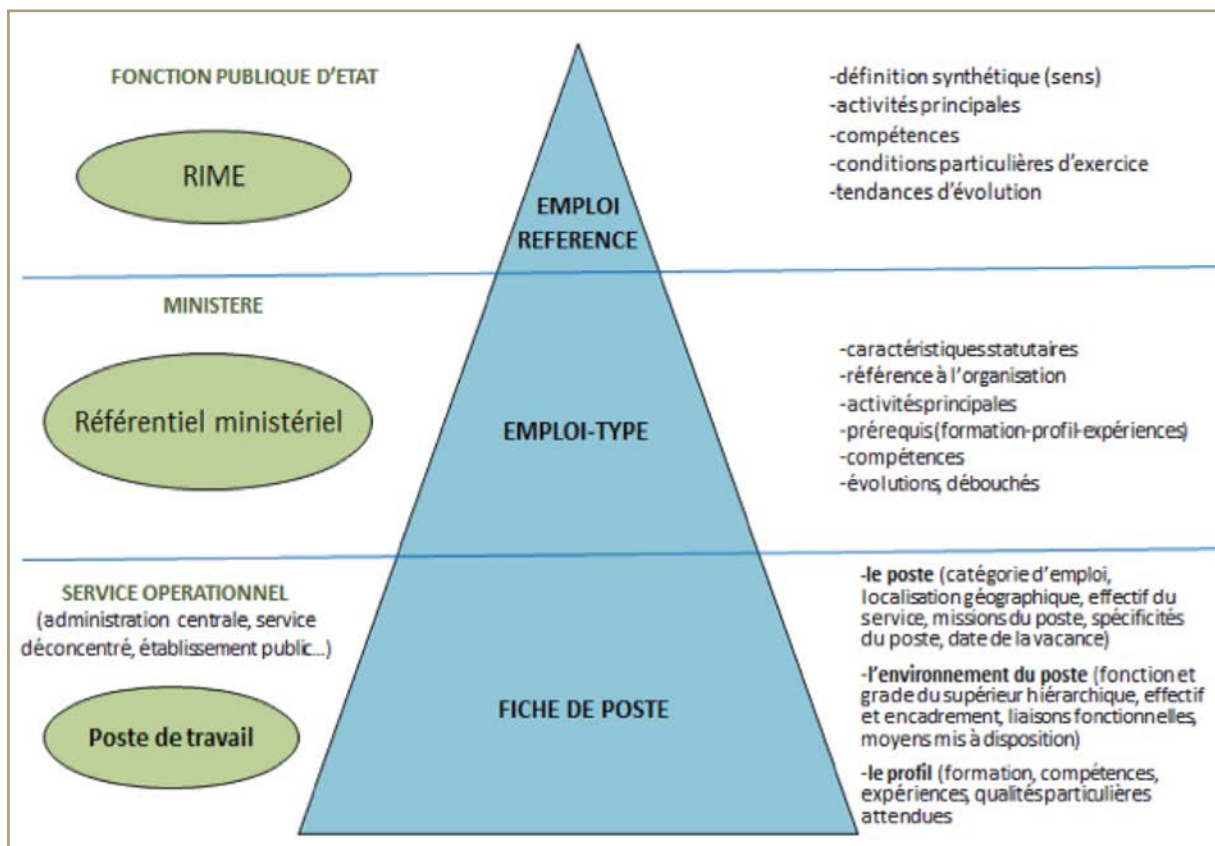 FONCTION PUBLIQUE D'ETAT
RIME
EMPLOI
REFERENCE
-définition synthétique (sens)
-activités principales
-compétences
-conditions particulières d'exercice
-tendances d'évolution
MINISTERE
Référentiel ministériel
EMPLOI-TYPE
-caractéristiques statutaires
-référence à l'organisation
-activités principales
-prérequis (formation-profil-expériences)
-compétences
-évolutions, débouchés
SERVICE OPERATIONNEL
(administration centrale, service
déconcentré, établissement public...)
Poste de travail
FICHE DE POSTE
-le poste (catégorie d'emploi,
localisation géographique, effectif du
service, missions du poste, spécificités
du poste, date de la vacance)
-l'environnement du poste (fonction et
grade du supérieur hiérarchique, effectif
et encadrement, liaisons fonctionnelles,
moyens mis à disposition)
-le profil (formation, compétences,
expériences, qualités particulières
attendues